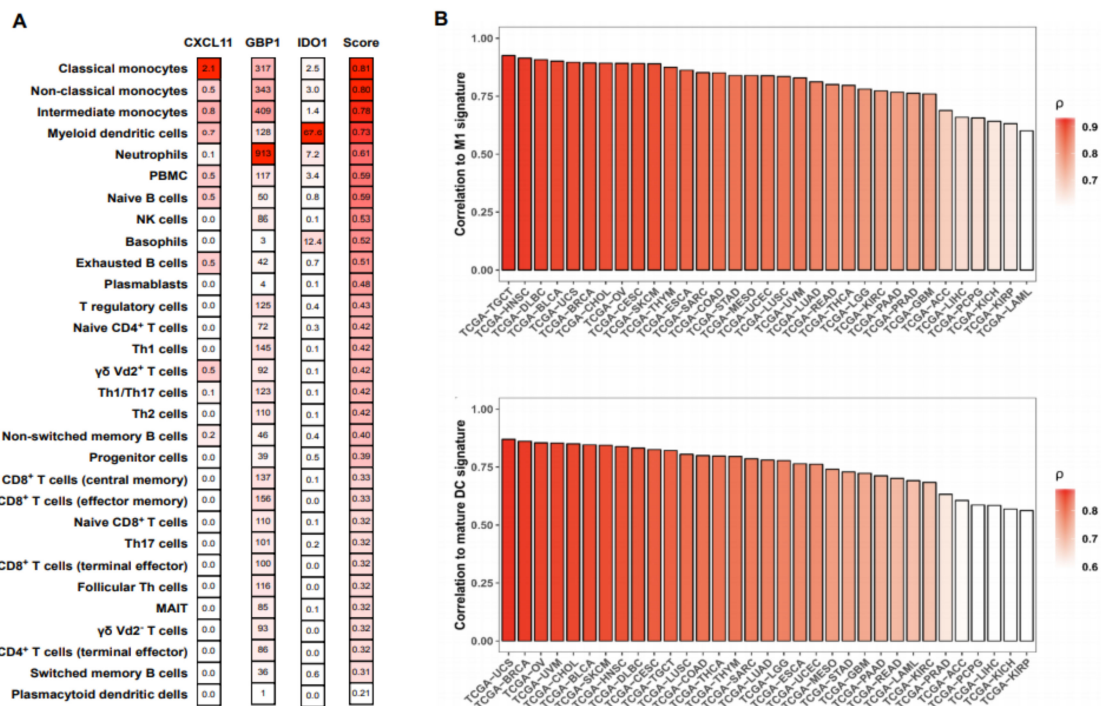 A
CXCL11 GBP1 IDO1 Score
Classical monocytes 2.1 317 2.5 0.81
Non-classical monocytes 0.5 343 3.0 0.80
Intermediate monocytes 0.8 409 1.4 0.78
Myeloid dendritic cells 0.7 128 67.6 0.73
Neutrophils 0.1 913 7.2 0.61
PBMC 0.5 117 3.4 0.59
Naive B cells 0.5 50 0.8 0.59
NK cells 0.0 86 0.1 0.53
Basophils 0.0 3 12.4 0.52
Exhausted B cells 0.5 42 0.7 0.51
Plasmablasts 0.0 4 0.1 0.48
T regulatory cells 0.0 125 0.4 0.43
Naive CD4⁺ T cells 0.0 72 0.3 0.42
Th1 cells 0.0 145 0.1 0.42
γδ Vd2⁺ T cells 0.5 92 0.1 0.42
Th1/Th17 cells 0.1 123 0.1 0.42
Th2 cells 0.0 110 0.1 0.42
Non-switched memory B cells 0.2 46 0.4 0.40
Progenitor cells 0.0 39 0.5 0.39
CD8⁺ T cells (central memory) 0.0 137 0.1 0.33
CD8⁺ T cells (effector memory) 0.0 156 0.0 0.33
Naive CD8⁺ T cells 0.0 110 0.1 0.32
Th17 cells 0.0 101 0.2 0.32
CD8⁺ T cells (terminal effector) 0.0 100 0.0 0.32
Follicular Th cells 0.0 116 0.0 0.32
MAIT 0.0 85 0.1 0.32
γδ Vd2⁻ T cells 0.0 93 0.0 0.32
CD4⁺ T cells (terminal effector) 0.0 86 0.0 0.32
Switched memory B cells 0.0 36 0.6 0.31
Plasmacytoid dendritic dells 0.0 1 0.0 0.21
B
Correlation to M1 signature
1.00
0.75
0.50
0.25
0.00
TCGA-TGCT
TCGA-HNSC
TCGA-DLBC
TCGA-BLCA
TCGA-UCS
TCGA-BRCA
TCGA-CHOL
TCGA-OV
TCGA-CESC
TCGA-SKCM
TCGA-THYM
TCGA-ESCA
TCGA-SARC
TCGA-COAD
TCGA-STAD
TCGA-MESO
TCGA-UCEC
TCGA-LUSC
TCGA-UVM
TCGA-LUAD
TCGA-READ
TCGA-THCA
TCGA-LGG
TCGA-KIRC
TCGA-PAAD
TCGA-PRAD
TCGA-GBM
TCGA-ACC
TCGA-LIHC
TCGA-PCPG
TCGA-KICH
TCGA-KIRP
TCGA-LAML
ρ
0.9
0.8
0.7
Correlation to mature DC signature
1.00
0.75
0.50
0.25
0.00
TCGA-UCS
TCGA-BRCA
TCGA-OV
TCGA-UVM
TCGA-CHOL
TCGA-BLCA
TCGA-SKCM
TCGA-HNSC
TCGA-DLBC
TCGA-CESC
TCGA-TGCT
TCGA-LUSC
TCGA-COAD
TCGA-THCA
TCGA-THYM
TCGA-SARC
TCGA-LUAD
TCGA-LGG
TCGA-ESCA
TCGA-UCEC
TCGA-MESO
TCGA-STAD
TCGA-GBM
TCGA-PAAD
TCGA-READ
TCGA-LAML
TCGA-KIRC
TCGA-PRAD
TCGA-ACC
TCGA-PCPG
TCGA-LIHC
TCGA-KICH
TCGA-KIRP
ρ
0.8
0.7
0.6